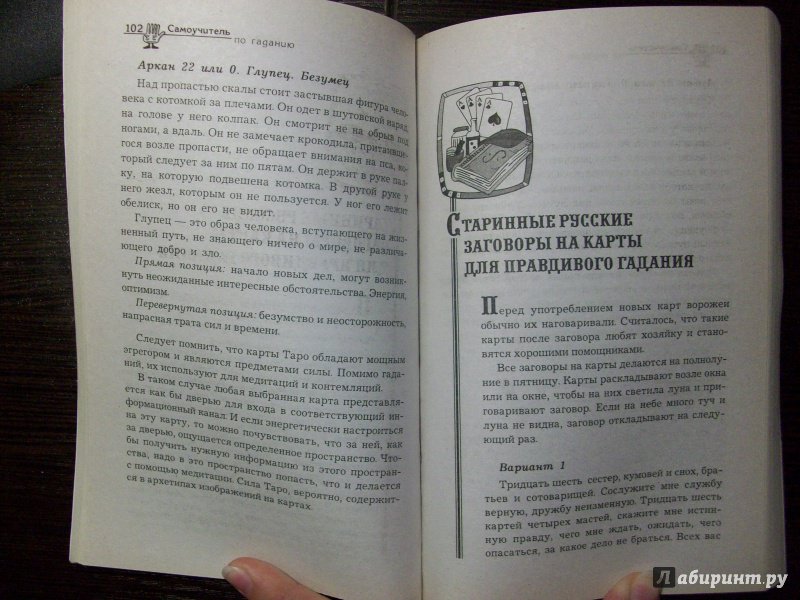 102 Самоучитель
по гаданию
Аркан 22 или 0. Глупец. Безумец
Над пропастью скалы стоит застывшая фигура чело-
века с котомкой за плечами. Он одет в шутовской наряд,
на голове у него колпак. Он смотрит не на обрыв под
ногами, а вдаль. Он не замечает крокодила, притаивше-
гося возле пропасти, не обращает внимания на пса, ко-
торый следует за ним по пятам. Он держит в руке пал-
ку, на которую подвешена котомка. В другой руке у
него жезл, которым он не пользуется. У ног его лежит
обелиск, но он его не видит.
Глупец — это образ человека, вступающего на жиз-
ненный путь, не знающего ничего о мире, не различа-
ющего добро и зло.
Прямая позиция: начало новых дел, могут возник-
нуть неожиданные интересные обстоятельства. Энергия,
оптимизм.
Перевернутая позиция: безумство и неосторожность,
напрасная трата сил и времени.
Следует помнить, что карты Таро обладают мощным
эгрегором и являются предметами силы. Помимо гада-
ний, их используют для медитаций и контемляций.
В таком случае любая выбранная карта представля-
ется как бы дверью для входа в соответствующий ин-
формационный канал. И если энергетически настроиться
на эту карту, то можно почувствовать, что за ней, как
за дверью, ощущается определенное пространство. Что-
бы получить нужную информацию из этого простран-
ства, надо в это пространство попасть, что и делается
с помощью медитации. Сила Таро, вероятно, содержит-
ся в архетипах изображений на картах.
Старинные русские
заговоры на карты
для правдивого гадания
Перед употреблением новых карт ворожеи
обычно их наговаривали. Считалось, что такие
карты после заговора любят хозяйку и стано-
вятся хорошими помощниками.
Все заговоры на карты делаются на полнолу-
ние в пятницу. Карты раскладывают возле окна
или на окне, чтобы на них светила луна и при-
говаривают заговор. Если на небе много туч и
луна не видна, заговор откладывают на следу-
ющий раз.
Вариант 1
Тридцать шесть сестер, кумовей и снох, бра-
тьев и сотоварищей. Сослужите мне службу
верную, дружбу неизменную. Тридцать шесть
картей четырех мастей, скажите мне истин-
ную правду, чего мне ждать, ожидать, чего
опасаться, за какое дело не браться. Всех вас
Лабиринт.ру